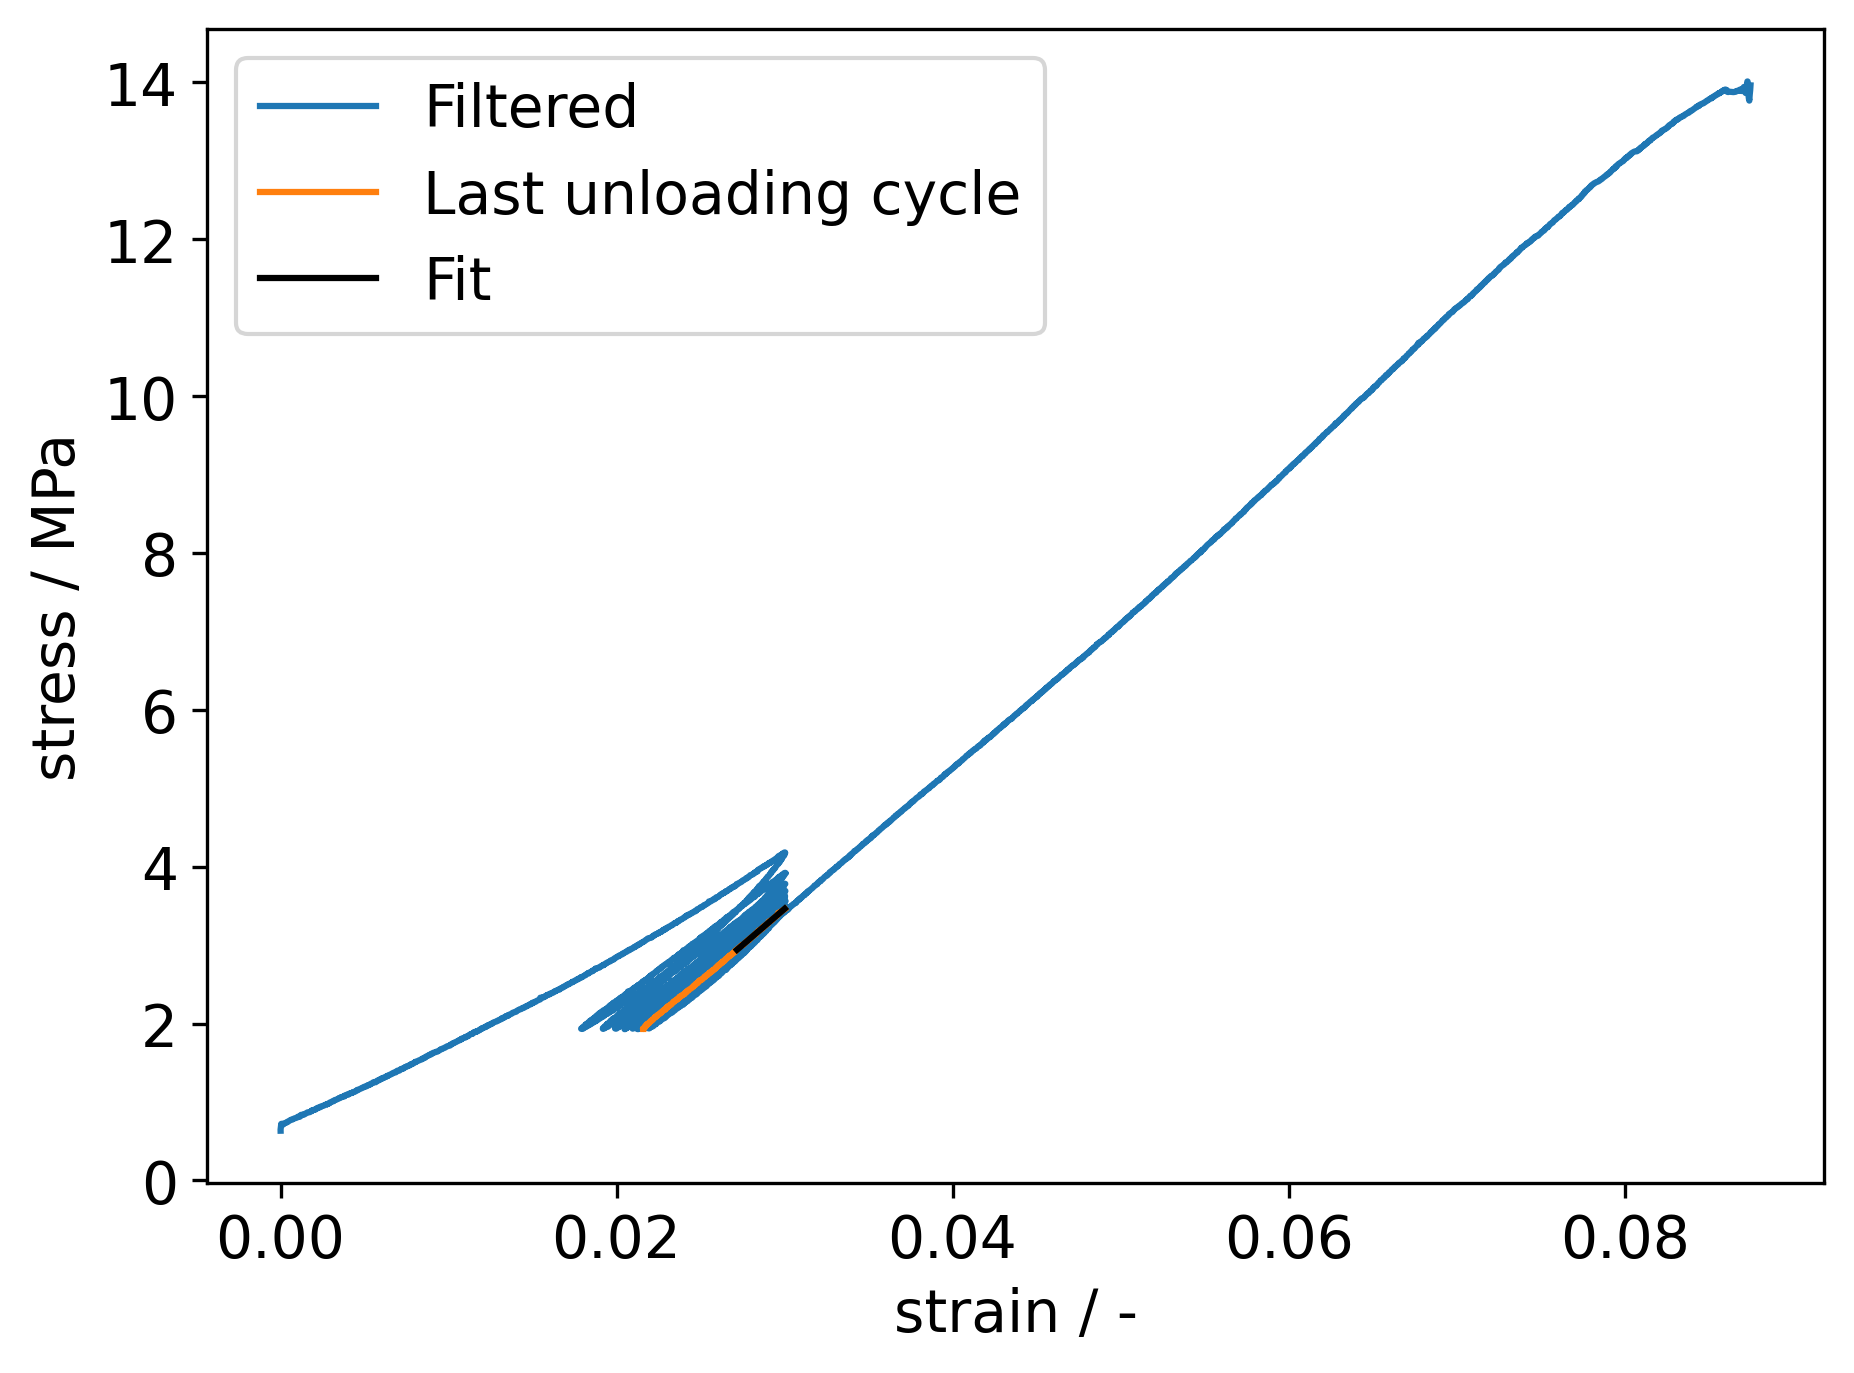 Filtered
Last unloading cycle
Fit
14
12
10
8
6
4
2
0
stress / MPa
0.00 0.02 0.04 0.06 0.08
strain / -